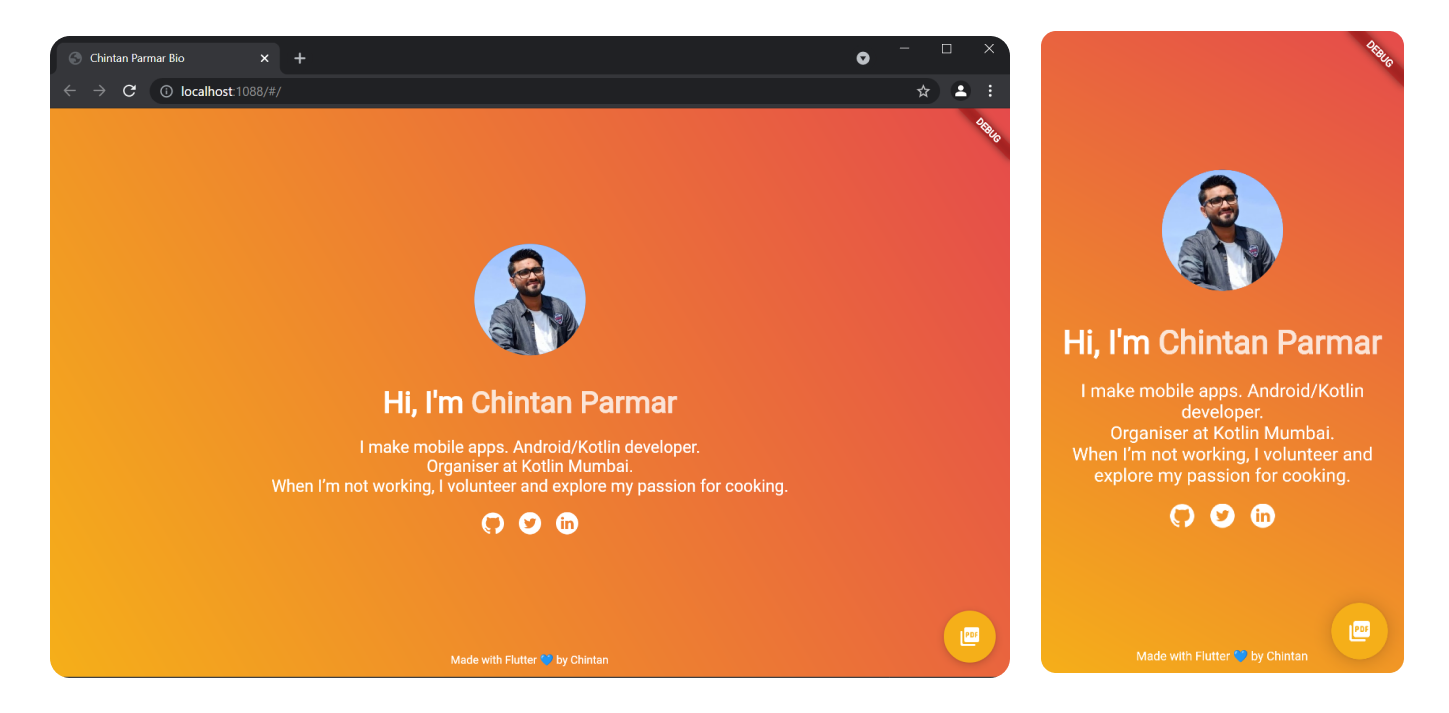 Chintan Parmar Bio
localhost:1088/#/
DEBUG
Hi, I'm Chintan Parmar
I make mobile apps. Android/Kotlin developer.
Organiser at Kotlin Mumbai.
When I'm not working, I volunteer and explore my passion for cooking.
in
PDF
Made with Flutter 💙 by Chintan
DEBUG
Hi, I'm Chintan Parmar
I make mobile apps. Android/Kotlin
developer.
Organiser at Kotlin Mumbai.
When I'm not working, I volunteer and
explore my passion for cooking.
in
PDF
Made with Flutter 💙 by Chintan